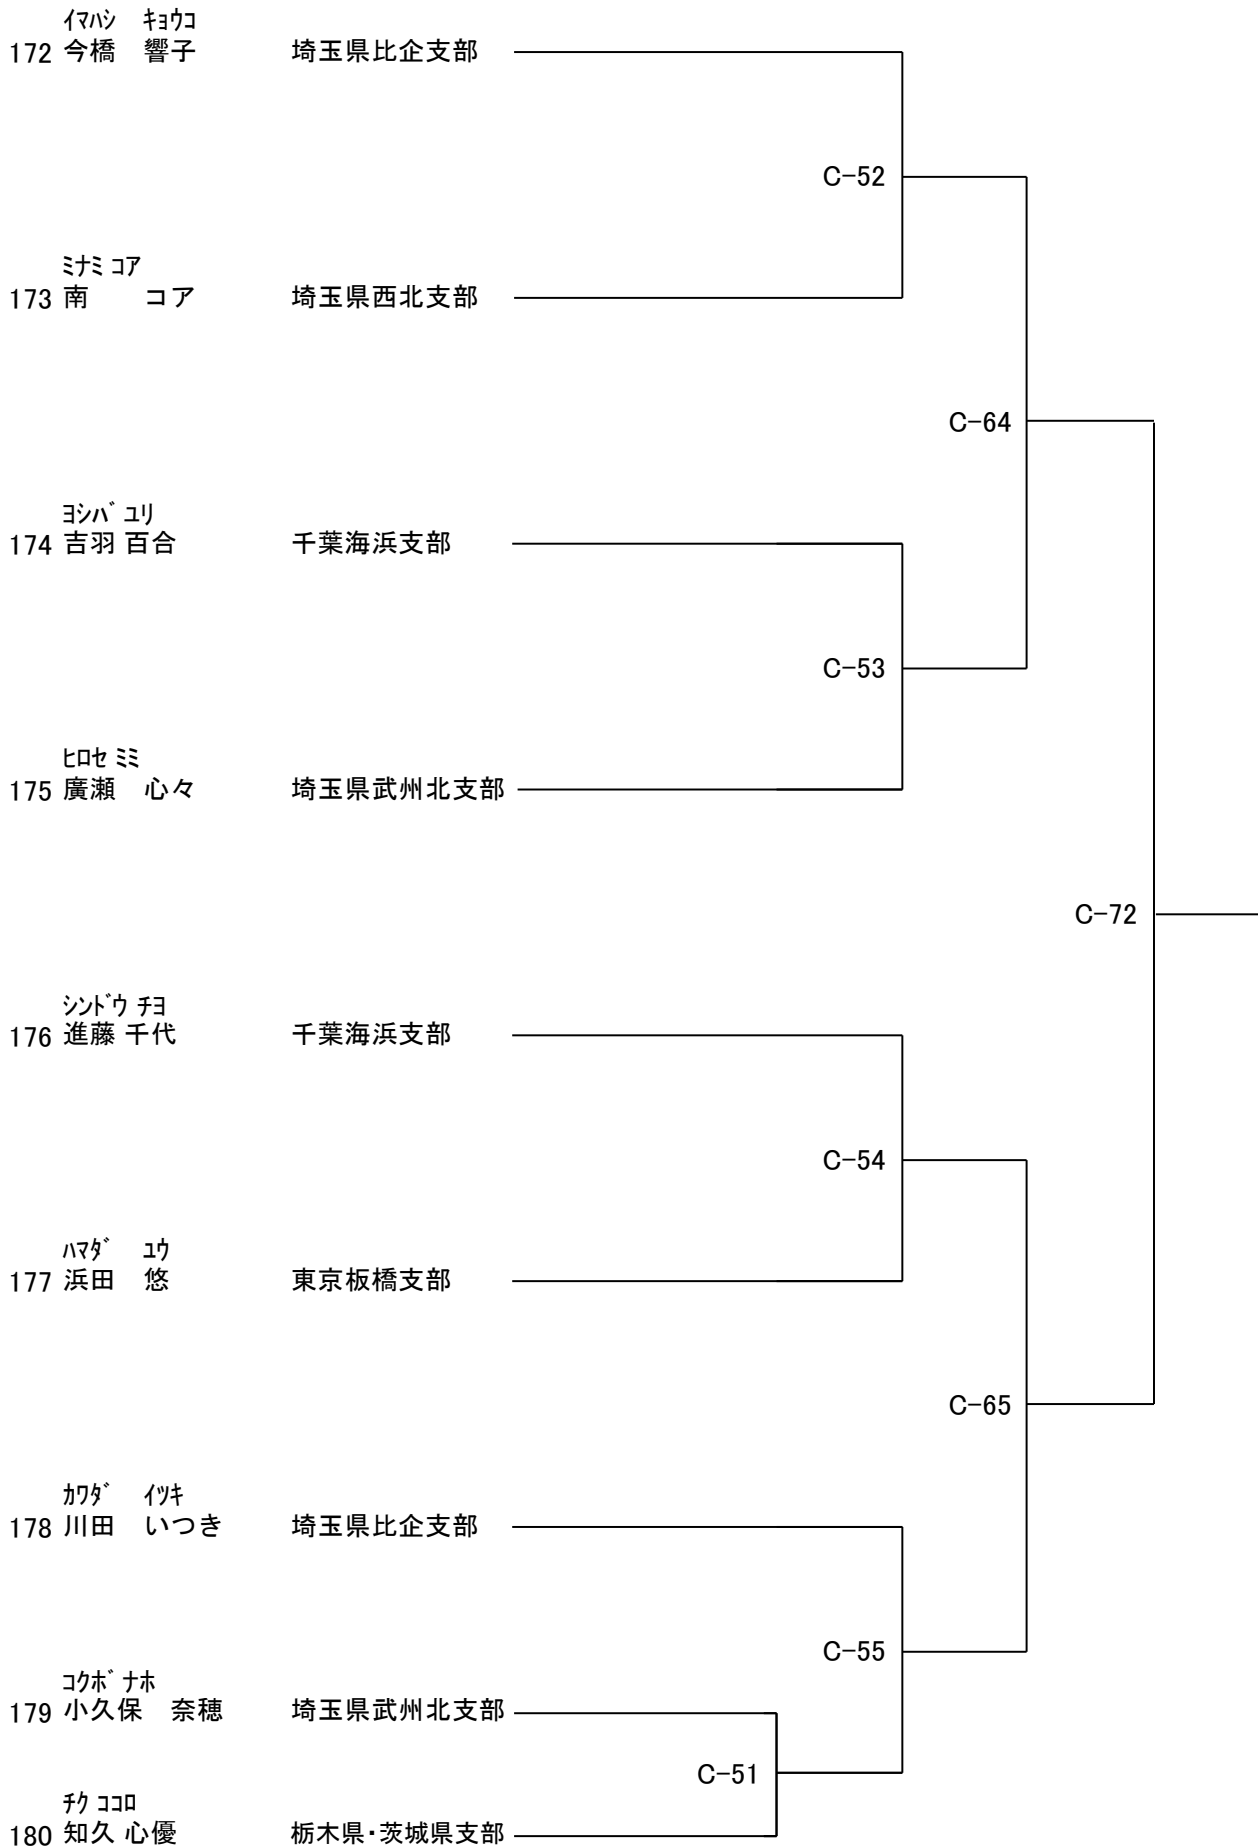 ｲﾏﾊｼ　ｷｮｳｺ
172 今橋　響子 埼玉県比企支部
C-52
ﾐﾅﾐ ｺｱ
173 南　　コア 埼玉県西北支部
C-64
ﾖｼﾊﾞ ﾕﾘ
174 吉羽 百合 千葉海浜支部
C-53
ﾋﾛｾ ﾐﾐ
175 廣瀬　心々 埼玉県武州北支部
C-72
ｼﾝﾄﾞｳ ﾁﾖ
176 進藤 千代 千葉海浜支部
C-54
ﾊﾏﾀﾞ　ﾕｳ
177 浜田　悠 東京板橋支部
C-65
ｶﾜﾀﾞ　ｲﾂｷ
178 川田　いつき 埼玉県比企支部
C-55
ｺｸﾎﾞ ﾅﾎ
179 小久保　奈穂 埼玉県武州北支部
C-51
ﾁｸ ｺｺﾛ
180 知久 心優 栃木県・茨城県支部